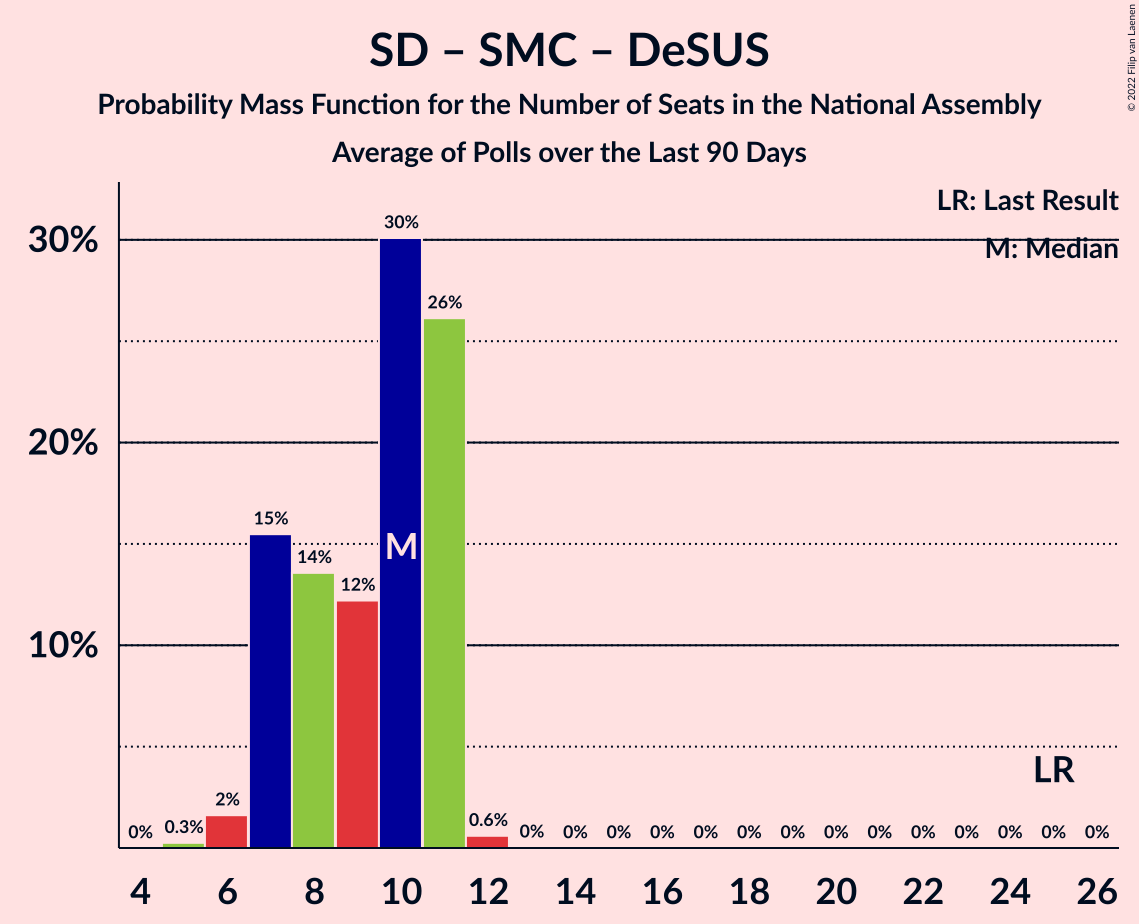 SD – SMC – DeSUS
Probability Mass Function for the Number of Seats in the National Assembly
Average of Polls over the Last 90 Days
© 2022 Filip van Laenen
LR: Last Result
M: Median
30%
20%
10%
0% 0.3% 2% 15% 14% 12% 30% 26% 0.6% 0% 0% 0% 0% 0% 0% 0% 0% 0% 0% 0% 0% 0% 0%
M
LR
4 6 8 10 12 14 16 18 20 22 24 26